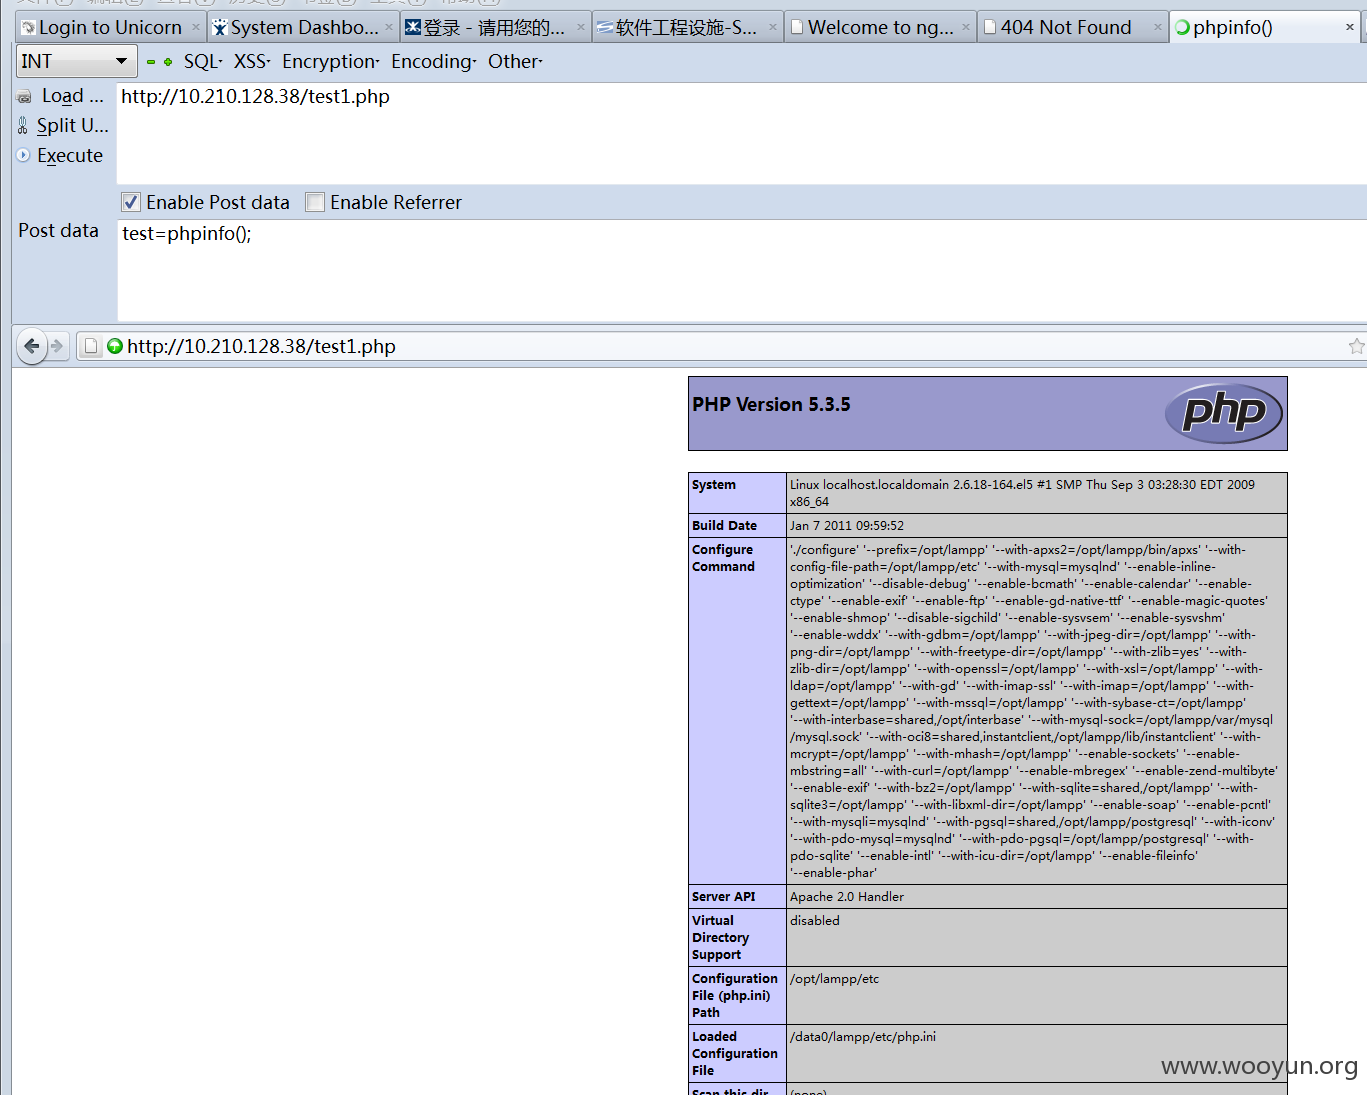 Login to Unicorn
System Dashbo...
登录 - 请用您的...
软件工程设施-S...
Welcome to ng...
404 Not Found
phpinfo()
INT
SQL
XSS
Encryption
Encoding
Other
Load ...
http://10.210.128.38/test1.php
Split U...
Execute
Enable Post data
Enable Referrer
Post data
test=phpinfo();
http://10.210.128.38/test1.php
PHP Version 5.3.5
php
System
Linux localhost.localdomain 2.6.18-164.el5 #1 SMP Thu Sep 3 03:28:30 EDT 2009
x86_64
Build Date
Jan 7 2011 09:59:52
Configure
Command
'./configure' '--prefix=/opt/lampp' '--with-apxs2=/opt/lampp/bin/apxs' '--with-
config-file-path=/opt/lampp/etc' '--with-mysql=mysqlnd' '--enable-inline-
optimization' '--disable-debug' '--enable-bcmath' '--enable-calendar' '--enable-
ctype' '--enable-exif' '--enable-ftp' '--enable-gd-native-ttf' '--enable-magic-quotes'
'--enable-shmop' '--disable-sigchild' '--enable-sysvsem' '--enable-sysvshm'
'--enable-wddx' '--with-gdbm=/opt/lampp' '--with-jpeg-dir=/opt/lampp' '--with-
png-dir=/opt/lampp' '--with-freetype-dir=/opt/lampp' '--with-zlib=yes' '--with-
zlib-dir=/opt/lampp' '--with-openssl=/opt/lampp' '--with-xsl=/opt/lampp' '--with-
ldap=/opt/lampp' '--with-gd' '--with-imap-ssl' '--with-imap=/opt/lampp' '--with-
gettext=/opt/lampp' '--with-mssql=/opt/lampp' '--with-sybase-ct=/opt/lampp'
'--with-interbase=shared,/opt/interbase' '--with-mysql-sock=/opt/lampp/var/mysql
/mysql.sock' '--with-oci8=shared,instantclient,/opt/lampp/lib/instantclient' '--with-
mcrypt=/opt/lampp' '--with-mhash=/opt/lampp' '--enable-sockets' '--enable-
mbstring=all' '--with-curl=/opt/lampp' '--enable-mbregex' '--enable-zend-multibyte'
'--enable-exif' '--with-bz2=/opt/lampp' '--with-sqlite=shared,/opt/lampp' '--with-
sqlite3=/opt/lampp' '--with-libxml-dir=/opt/lampp' '--enable-soap' '--enable-pcntl'
'--with-mysqli=mysqlnd' '--with-pgsql=shared,/opt/lampp/postgresql' '--with-iconv'
'--with-pdo-mysql=mysqlnd' '--with-pdo-pgsql=/opt/lampp/postgresql' '--with-
pdo-sqlite' '--enable-intl' '--with-icu-dir=/opt/lampp' '--enable-fileinfo'
'--enable-phar'
Server API
Apache 2.0 Handler
Virtual
Directory
Support
disabled
Configuration
File (php.ini)
Path
/opt/lampp/etc
Loaded
Configuration
File
/data0/lampp/etc/php.ini
Scan this dir
(none)
www.wooyun.org